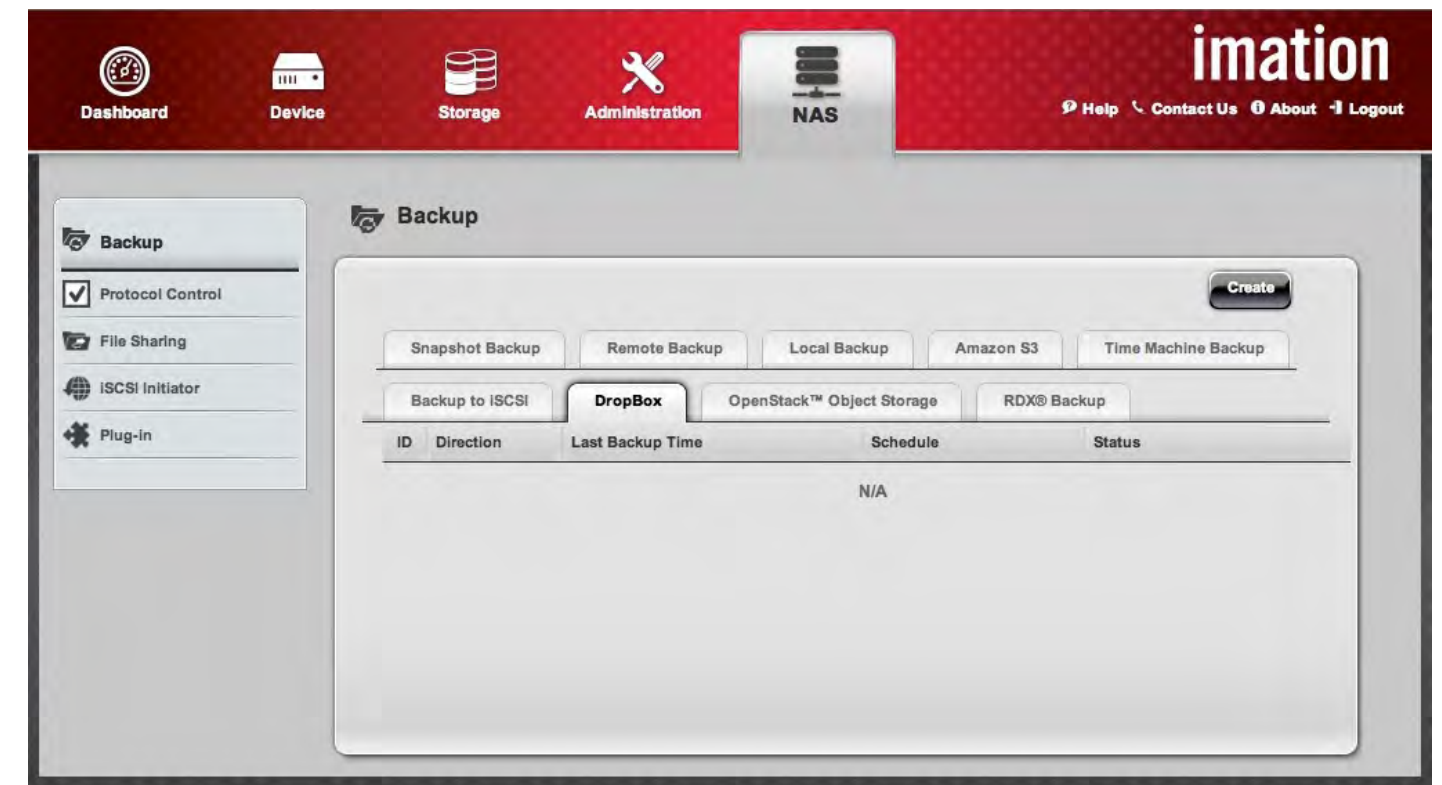 imation
Dashboard Device Storage Administration NAS
Help Contact Us About Logout
Backup
Protocol Control
File Sharing
iSCSI Initiator
Plug-in
Backup
Create
Snapshot Backup Remote Backup Local Backup Amazon S3 Time Machine Backup
Backup to iSCSI DropBox OpenStack™ Object Storage RDX® Backup
ID Direction Last Backup Time Schedule Status
N/A